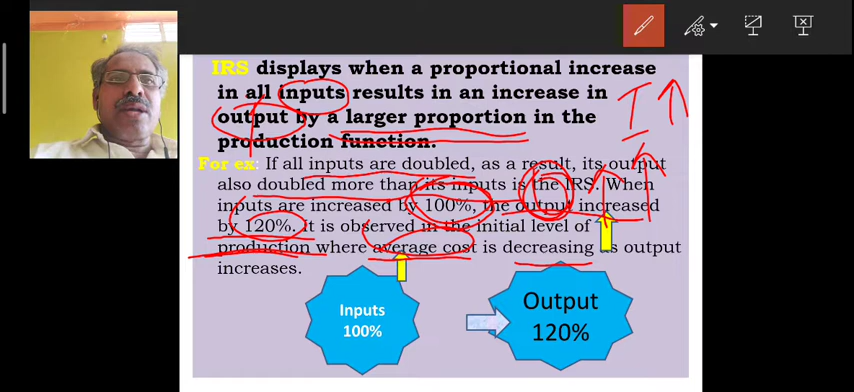 IRS displays when a proportional increase
in all inputs results in an increase in
output by a larger proportion in the
production function.
For ex: If all inputs are doubled, as a result, its output
also doubled more than its inputs is the IRS. When
inputs are increased by 100%, the output increased
by 120%. It is observed in the initial level of
production where average cost is decreasing as output
increases.
I
Inputs
100%
Output
120%